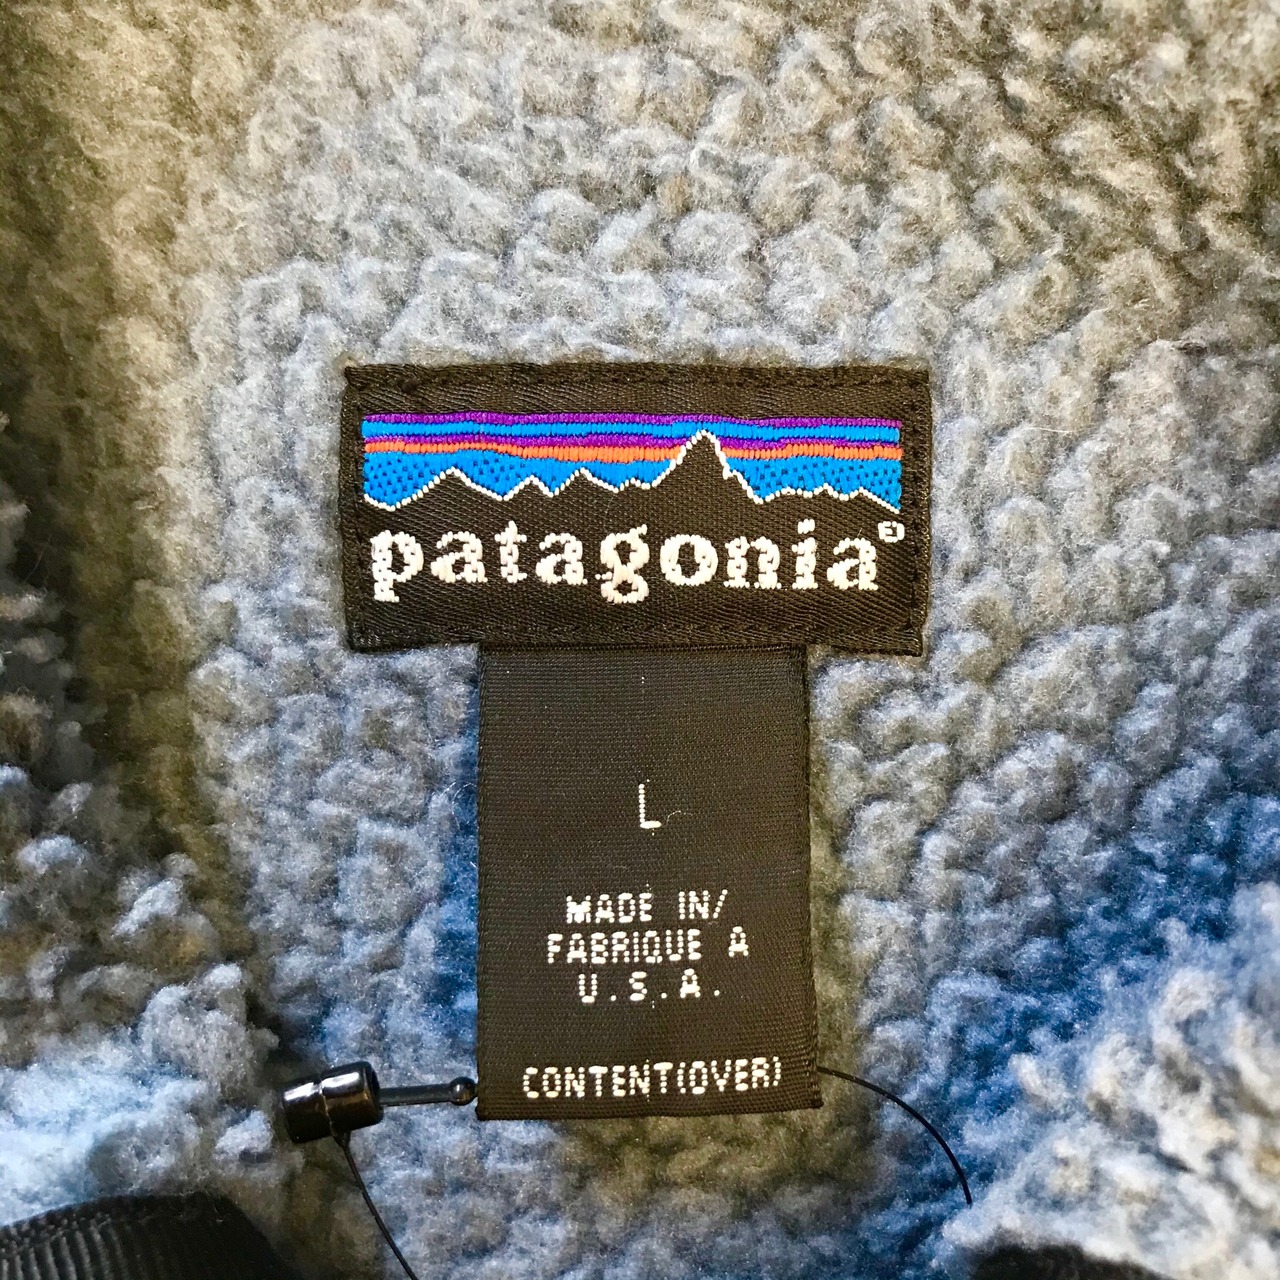 patagonia®
L
MADE IN/
FABRIQUE A
U.S.A.
CONTENT(OVER)